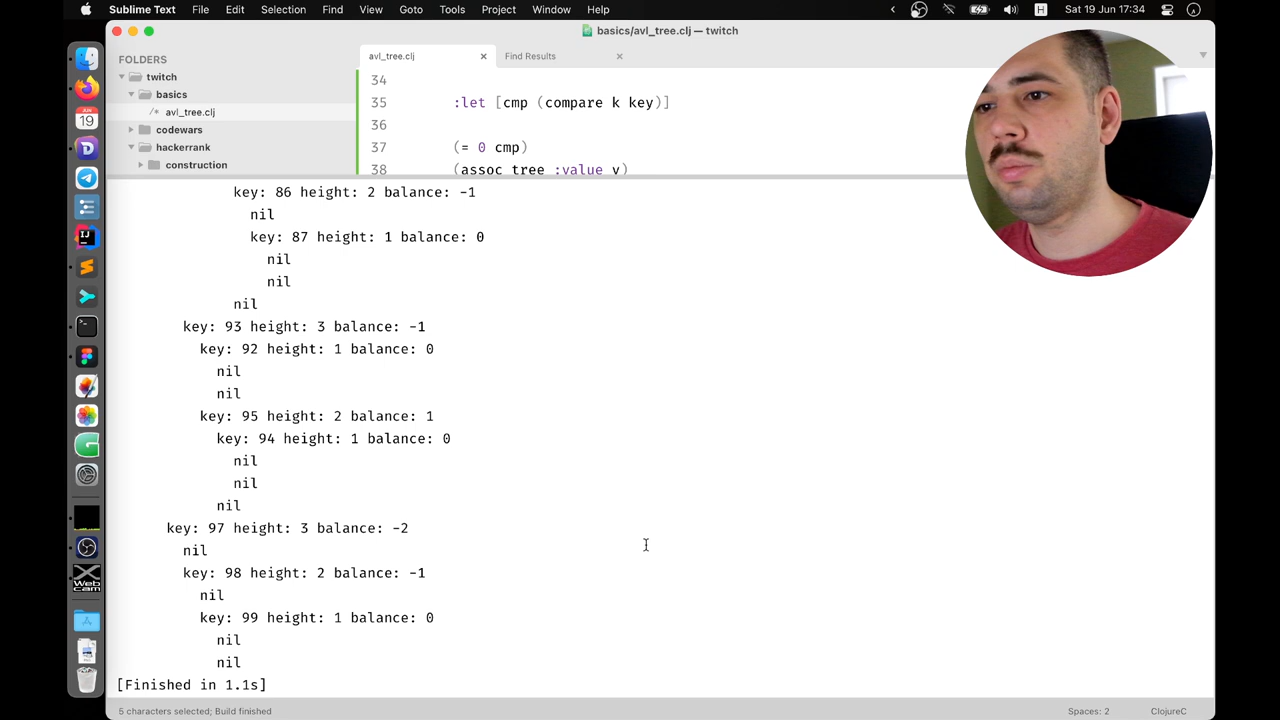 Sublime Text File Edit Selection Find View Goto Tools Project Window Help H Sat 19 Jun 17:34
basics/avl_tree.clj — twitch
FOLDERS
twitch
basics
/* avl_tree.clj
codewars
hackerrank
construction
avl_tree.clj × Find Results ×
34
35 :let [cmp (compare k key)]
36
37 (= 0 cmp)
38 (assoc tree :value v)
key: 86 height: 2 balance: -1
nil
key: 87 height: 1 balance: 0
nil
nil
nil
key: 93 height: 3 balance: -1
key: 92 height: 1 balance: 0
nil
nil
key: 95 height: 2 balance: 1
key: 94 height: 1 balance: 0
nil
nil
nil
key: 97 height: 3 balance: -2
nil
key: 98 height: 2 balance: -1
nil
key: 99 height: 1 balance: 0
nil
nil
[Finished in 1.1s]
5 characters selected; Build finished Spaces: 2 ClojureC
JUN
19
IJ
Web
cam